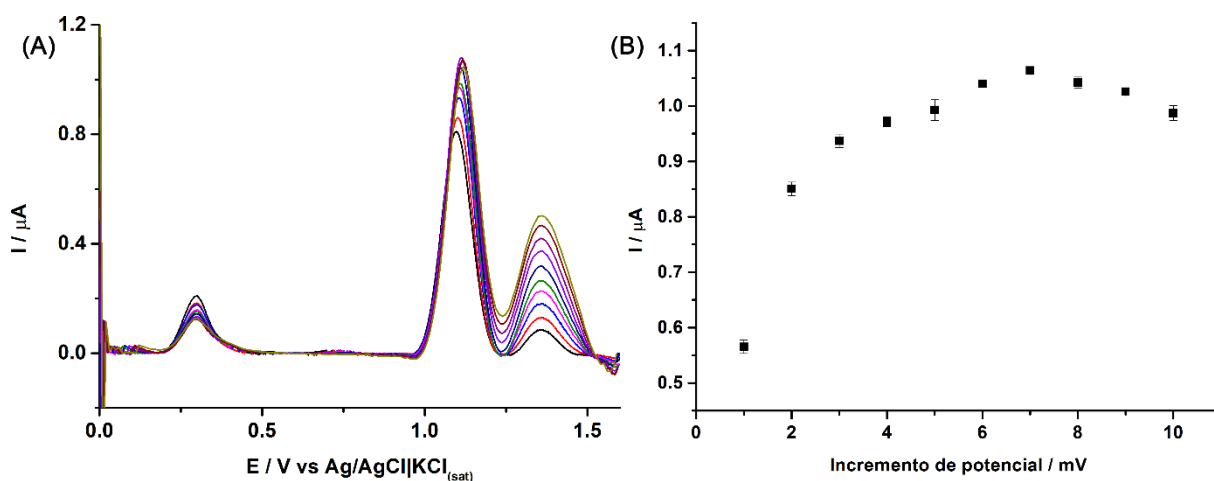 (A)
1.2
0.8
0.4
0.0
I / μA
0.0 0.5 1.0 1.5
E / V vs Ag/AgCl|KCl(sat)
(B)
1.1
1.0
0.9
0.8
0.7
0.6
0.5
I / μA
0 2 4 6 8 10
Incremento de potencial / mV